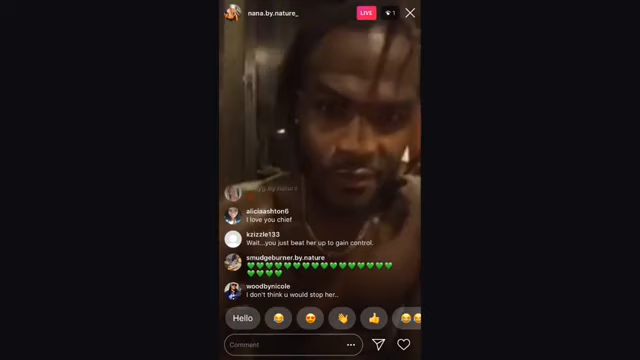 nana.by.nature_
LIVE
1
aliciaashton6
I love you chief
kzizzle133
Wait...you just beat her up to gain control.
smudgeburner.by.nature
woodbynicole
I don't think u would stop her..
Hello
Comment